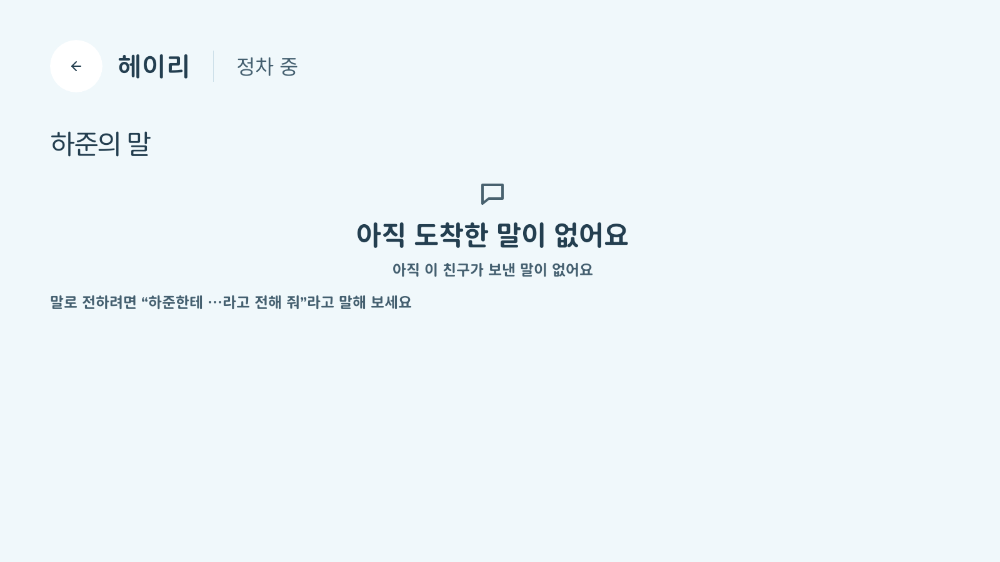 헤이리
정차 중
하준의 말
아직 도착한 말이 없어요
아직 이 친구가 보낸 말이 없어요
말로 전하려면 “하준한테 …라고 전해 줘”라고 말해 보세요